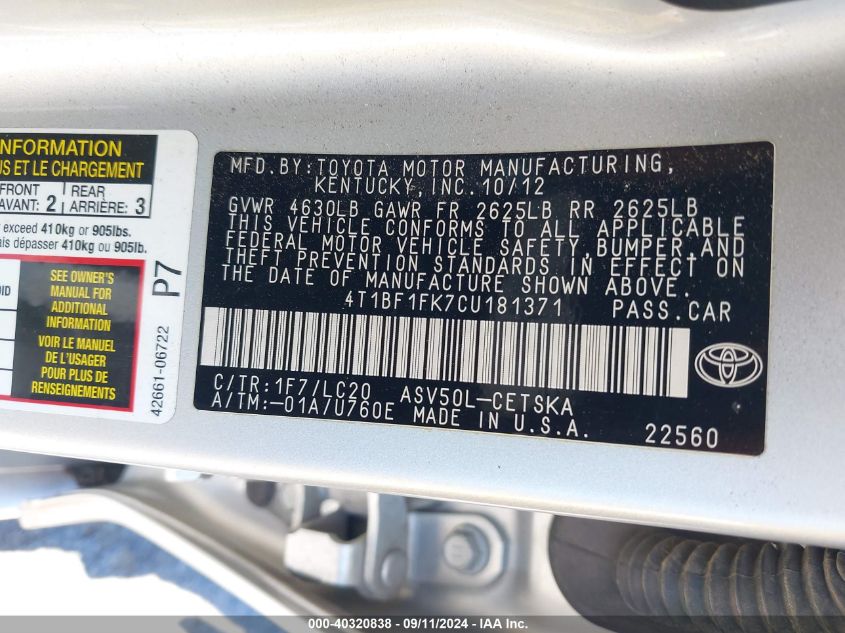 INFORMATION
US ET LE CHARGEMENT
FRONT
AVANT: 2
REAR
ARRIÈRE: 3
exceed 410kg or 905lbs.
dépasser 410kg ou 905lb.
OID
SEE OWNER'S
MANUAL FOR
ADDITIONAL
INFORMATION
VOIR LE MANUEL
DE L'USAGER
POUR PLUS DE
RENSEIGNEMENTS
P7
42661-06722
MFD.BY:TOYOTA MOTOR MANUFACTURING,
KENTUCKY, INC. 10/12
GVWR 4630LB GAWR FR 2625LB RR 2625LB
THIS VEHICLE CONFORMS TO ALL APPLICABLE
FEDERAL MOTOR VEHICLE SAFETY, BUMPER, AND
THEFT PREVENTION STANDARDS IN EFFECT ON
THE DATE OF MANUFACTURE SHOWN ABOVE.
4T1BF1FK7CU181371 PASS.CAR
C/TR:1F7/LC20 ASV50L-CETSKA
A/TM:-01A/U760E MADE IN U.S.A.
22560
000-40320838 - 09/11/2024 - IAA Inc.